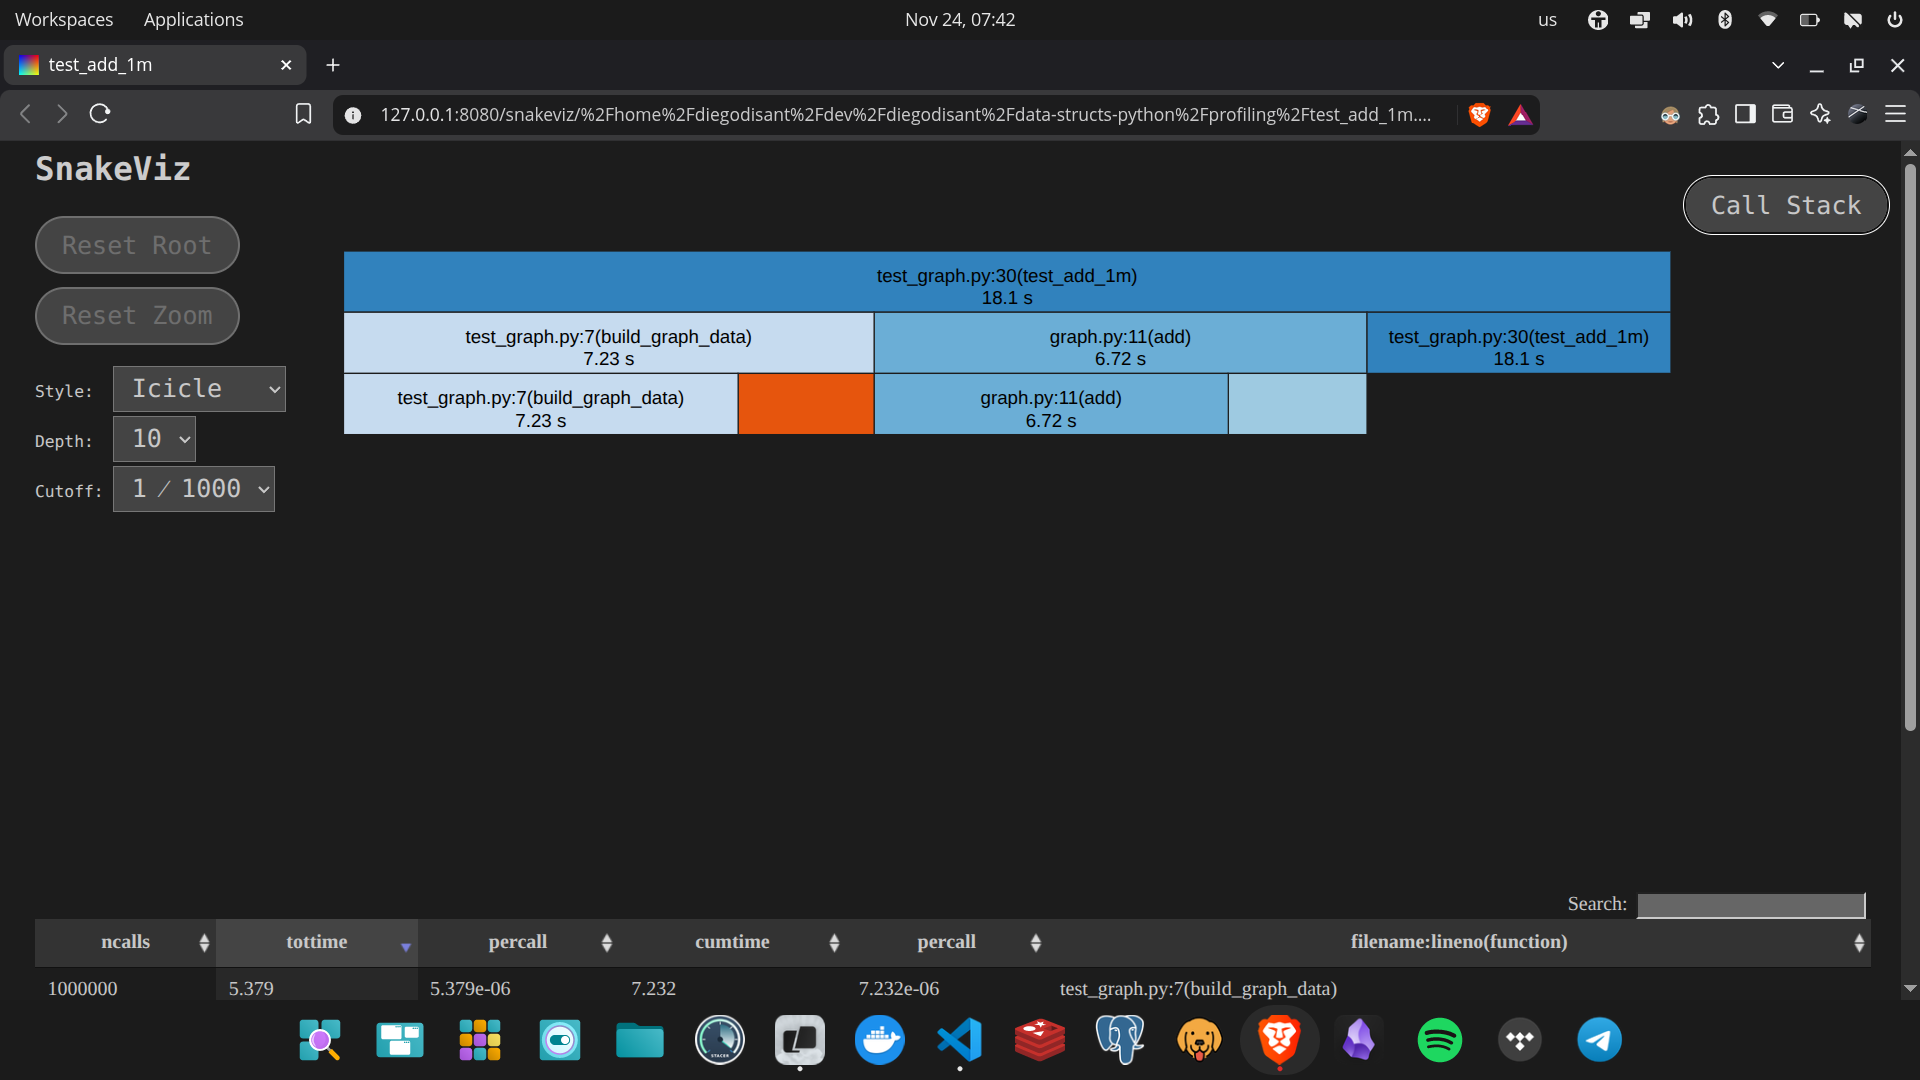 Workspaces Applications Nov 24, 07:42 us
test_add_1m
127.0.0.1:8080/snakeviz/%2Fhome%2Fdiegodisant%2Fdev%2Fdiegodisant%2Fdata-structs-python%2Fprofiling%2Ftest_add_1m....
SnakeViz
Call Stack
Reset Root
Reset Zoom
Style: Icicle
Depth: 10
Cutoff: 1 / 1000
test_graph.py:30(test_add_1m)
18.1 s
test_graph.py:7(build_graph_data)
7.23 s
graph.py:11(add)
6.72 s
test_graph.py:30(test_add_1m)
18.1 s
test_graph.py:7(build_graph_data)
7.23 s
graph.py:11(add)
6.72 s
Search:
ncalls tottime percall cumtime percall filename:lineno(function)
1000000 5.379 5.379e-06 7.232 7.232e-06 test_graph.py:7(build_graph_data)
STACER